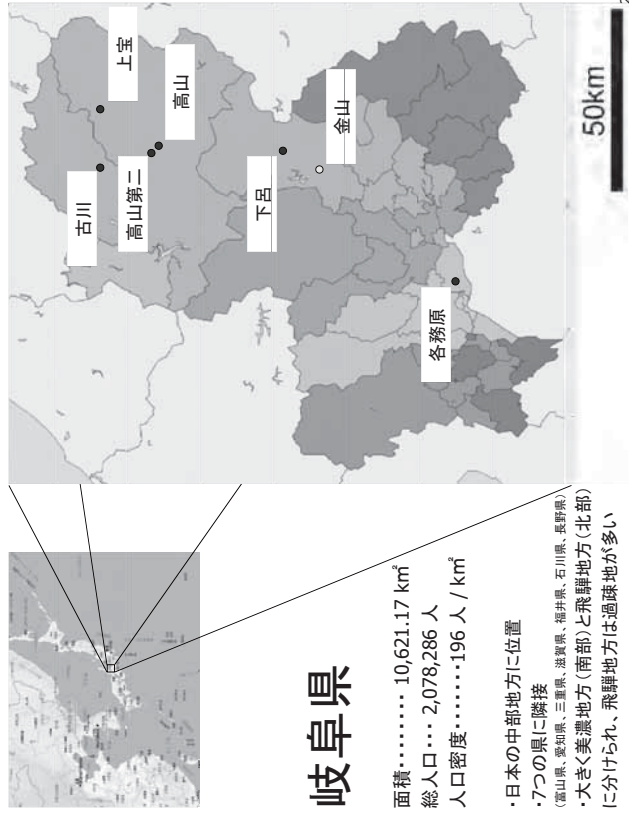 岐阜県
面積‥‥‥‥ 10,621.17 km²
総人口‥‥ 2,078,286 人
人口密度‥‥‥‥196 人 / km²
・日本の中部地方に位置
・7つの県に隣接
(富山県、愛知県、三重県、滋賀県、福井県、石川県、長野県)
・大きく美濃地方(南部)と飛騨地方(北部)
に分けられ、飛騨地方は過疎地が多い
上宝
古川
高山
高山第二
下呂
金山
各務原
50km